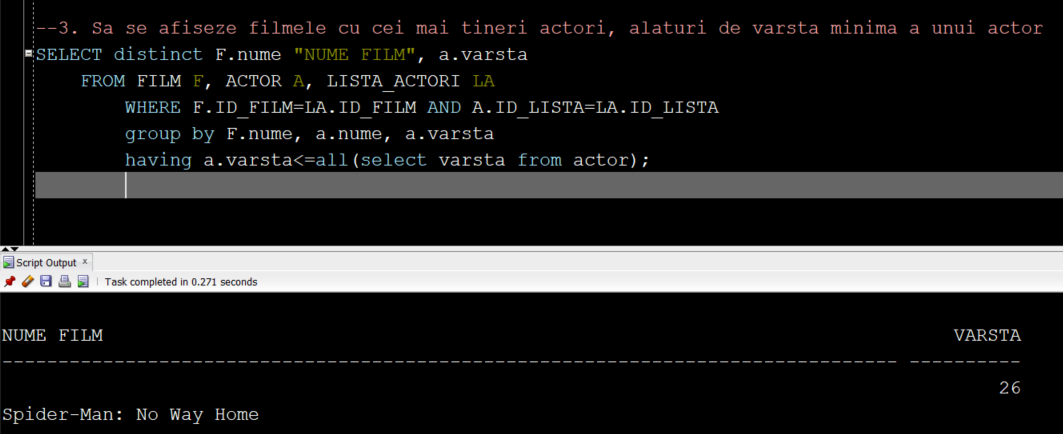 --3. Sa se afiseze filmele cu cei mai tineri actori, alaturi de varsta minima a unui actor
SELECT distinct F.nume "NUME FILM", a.varsta
FROM FILM F, ACTOR A, LISTA_ACTORI LA
WHERE F.ID_FILM=LA.ID_FILM AND A.ID_LISTA=LA.ID_LISTA
group by F.nume, a.nume, a.varsta
having a.varsta<=all(select varsta from actor);
Script Output x
Task completed in 0.271 seconds
NUME FILM VARSTA
-------------------------------------------------------------------------------- ----------
26
Spider-Man: No Way Home